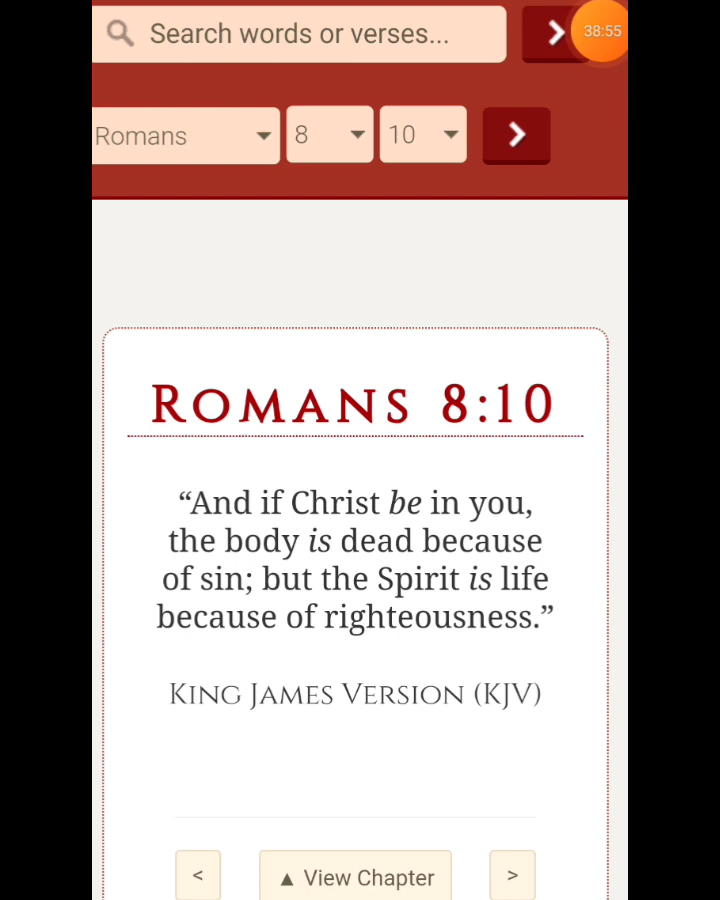 Search words or verses...
38:55
Romans
8
10
Romans 8:10
“And if Christ be in you,
the body is dead because
of sin; but the Spirit is life
because of righteousness.”
King James Version (KJV)
<
▲ View Chapter
>